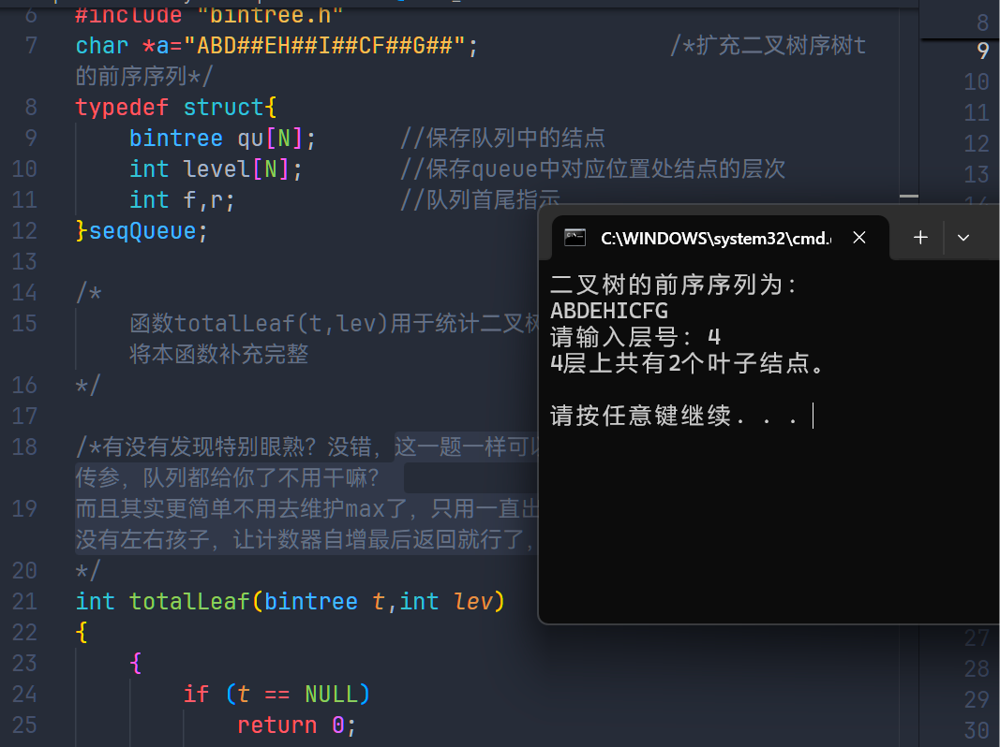 6 #include "bintree.h"
7 char *a="ABD##EH##I##CF##G##"; /*扩充二叉树序树t
的前序序列*/
8 typedef struct{
9 bintree qu[N]; //保存队列中的结点
10 int level[N]; //保存queue中对应位置处结点的层次
11 int f,r; //队列首尾指示
12 }seqQueue;
13
14 /*
15 函数totalLeaf(t,lev)用于统计二叉树
将本函数补充完整
16 */
17
18 /*有没有发现特别眼熟？没错，这一题一样可以
传参，队列都给你了不用干嘛？
19 而且其实更简单不用去维护max了，只用一直出
没有左右孩子，让计数器自增最后返回就行了，
20 */
21 int totalLeaf(bintree t,int lev)
22 {
23 {
24 if (t == NULL)
25 return 0;
8
9
10
11
12
13
C:\WINDOWS\system32\cmd.
二叉树的前序序列为：
ABDEHICFG
请输入层号：4
4层上共有2个叶子结点。
请按任意键继续. . .
27
28
29
30